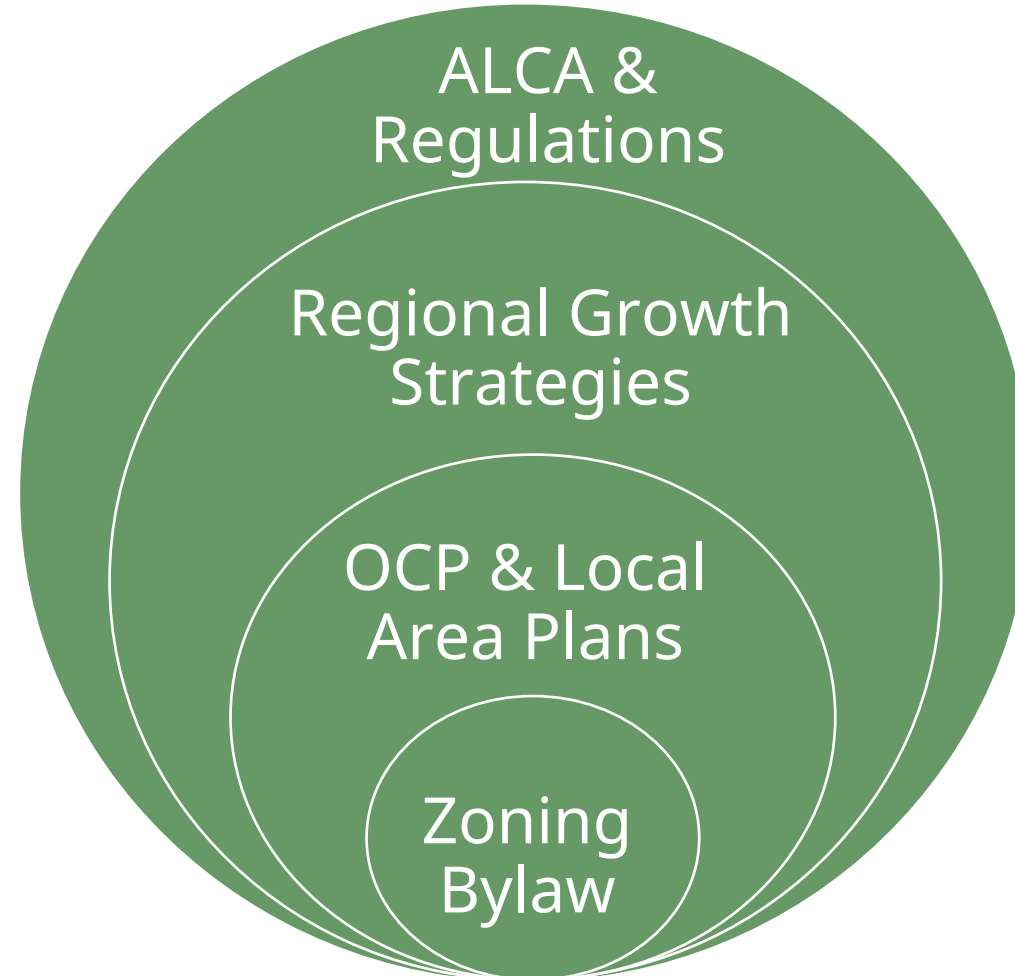 ALCA &
Regulations
Regional Growth
Strategies
OCP & Local
Area Plans
Zoning
Bylaw